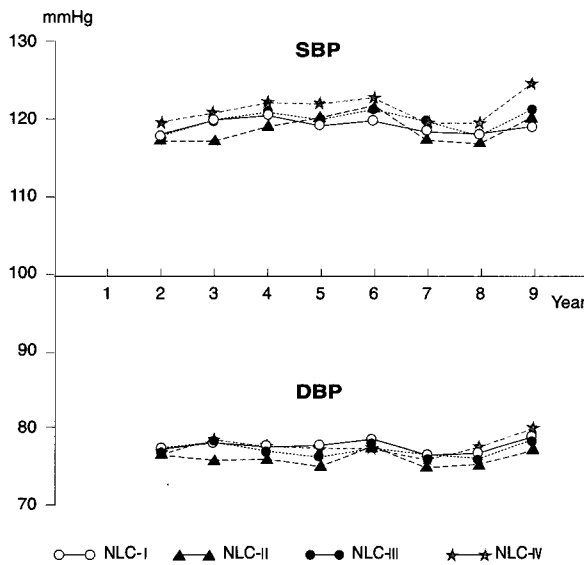 mmHg
130
SBP
120
110
100
1 2 3 4 5 6 7 8 9 Year
90
DBP
80
70
NLC-I NLC-II NLC-III NLC-IV